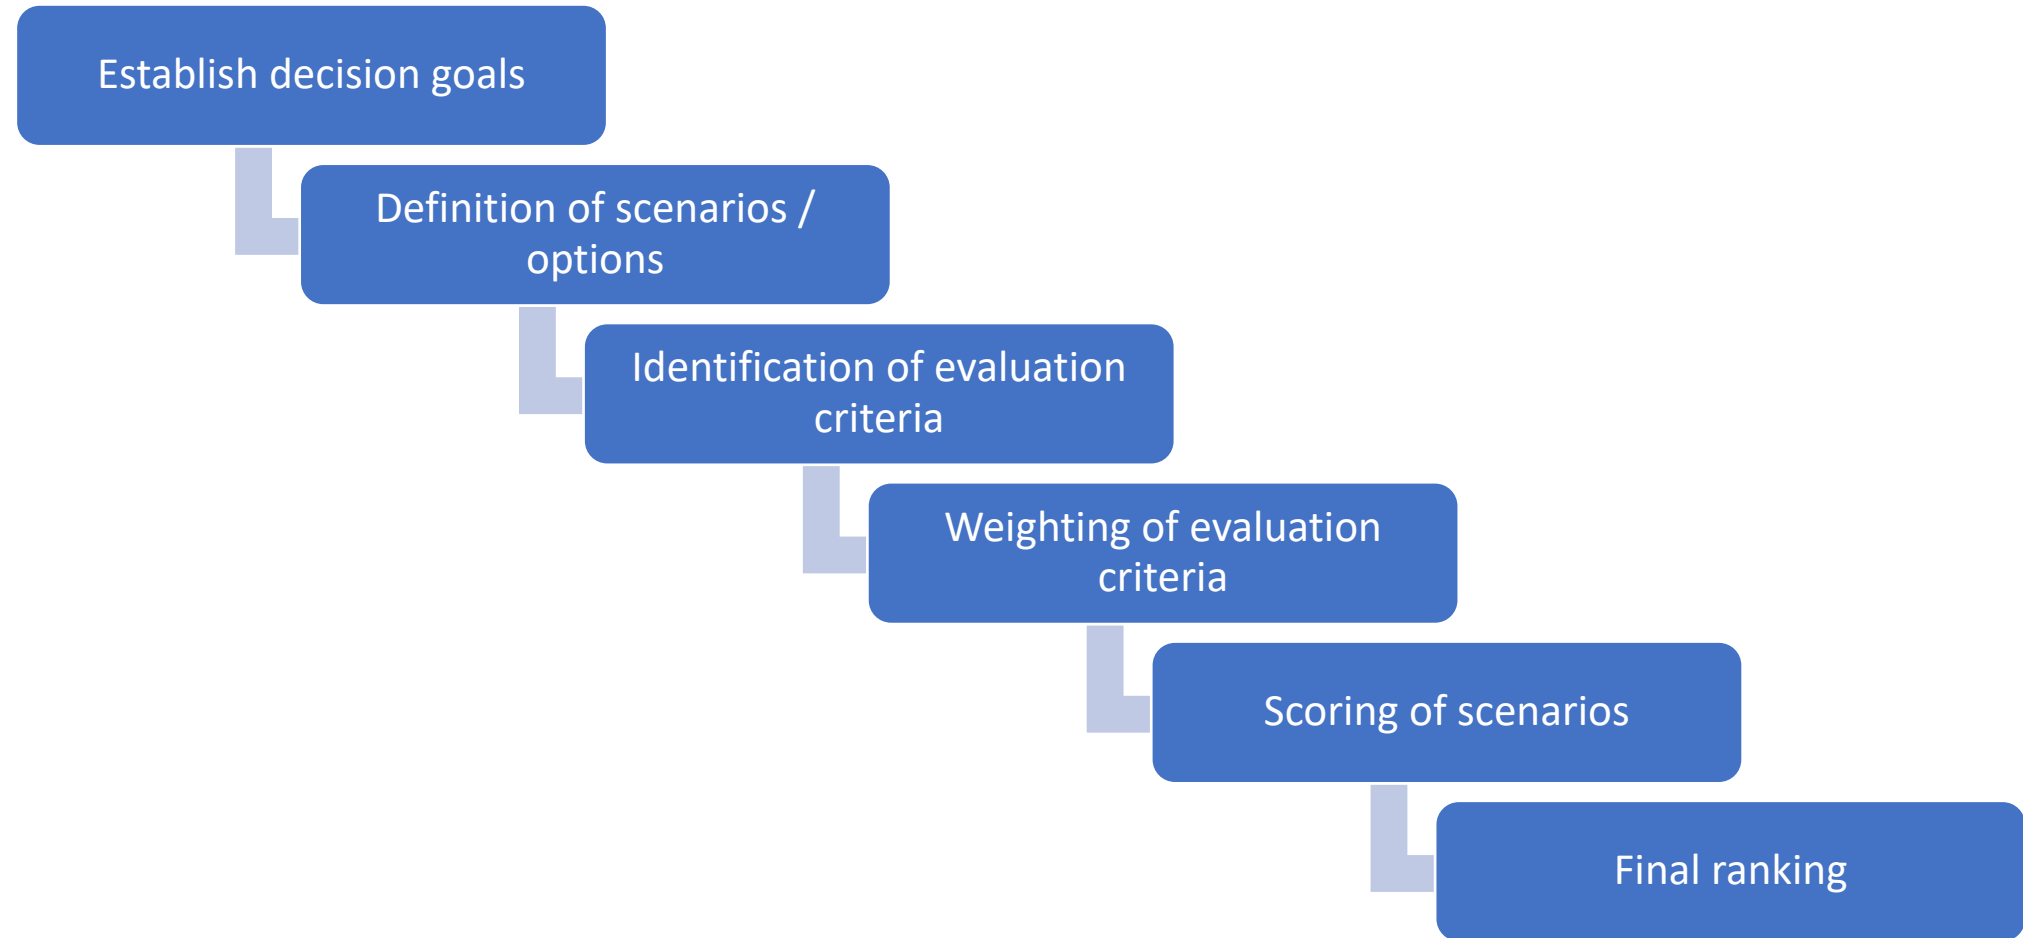 Establish decision goals
Definition of scenarios /
options
Identification of evaluation
criteria
Weighting of evaluation
criteria
Scoring of scenarios
Final ranking